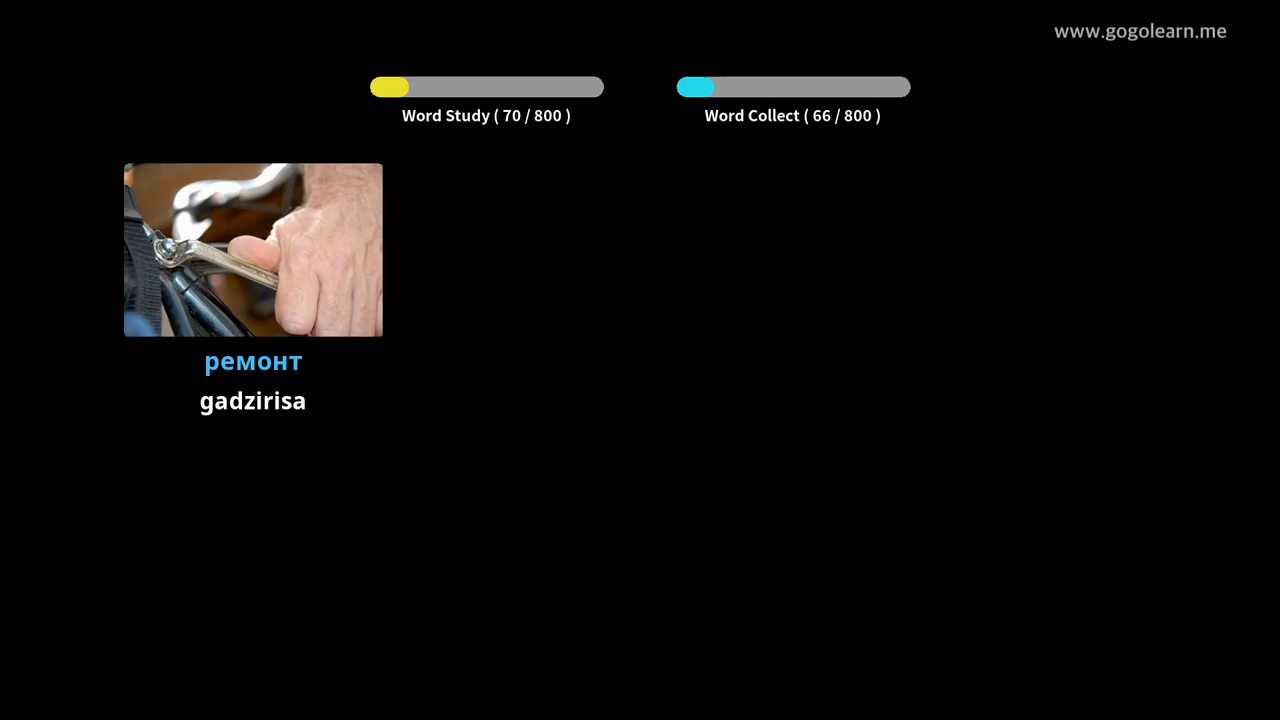 www.gogolearn.me
Word Study ( 70 / 800 )
Word Collect ( 66 / 800 )
ремонт
gadzirisa